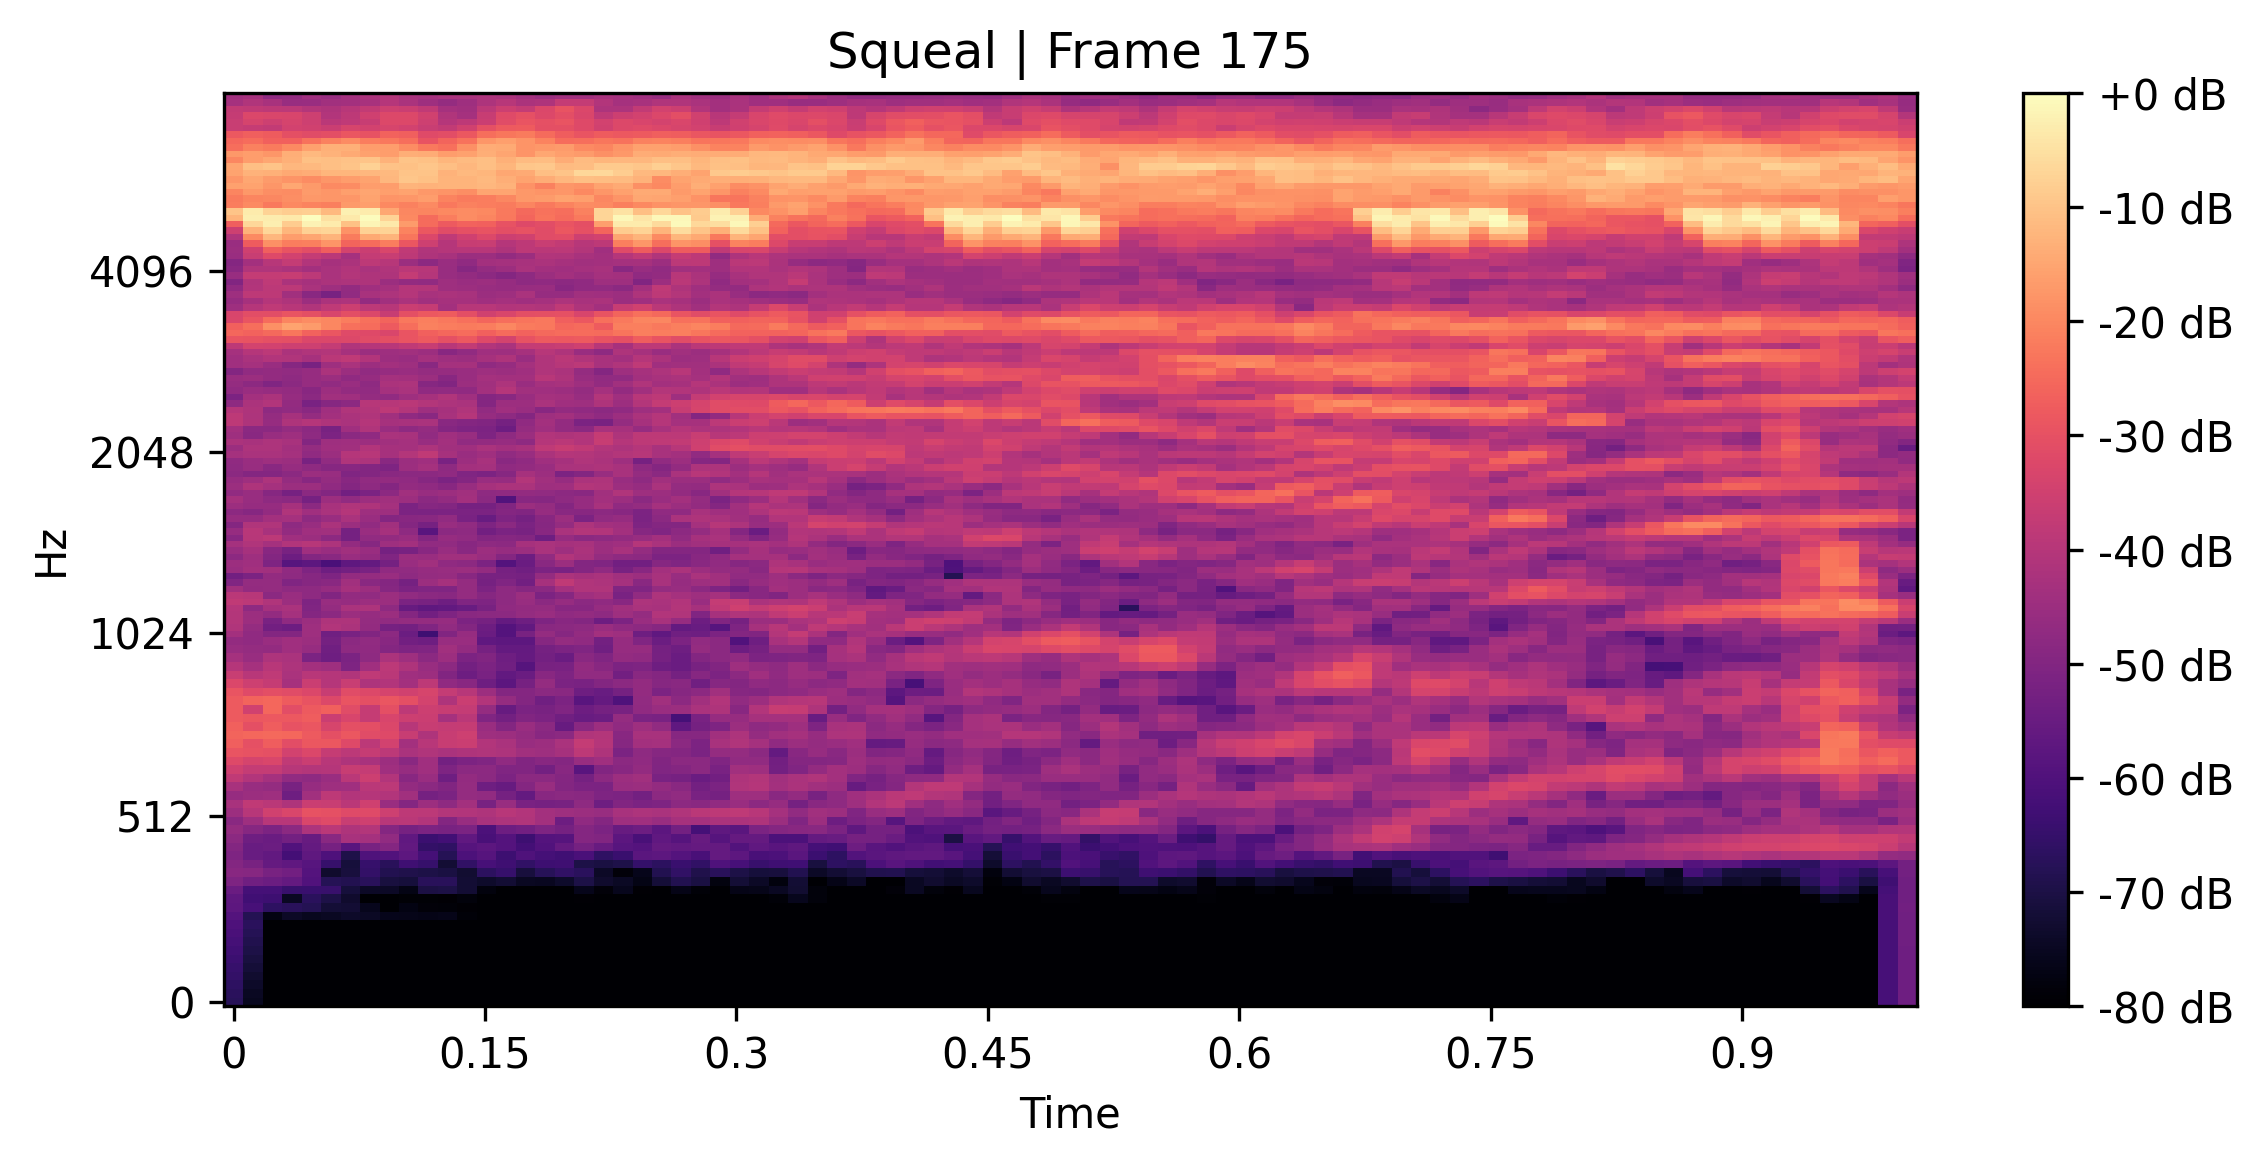 Squeal | Frame 175
+0 dB
-10 dB
-20 dB
-30 dB
-40 dB
-50 dB
-60 dB
-70 dB
-80 dB
4096
2048
1024
512
0
Hz
0 0.15 0.3 0.45 0.6 0.75 0.9
Time